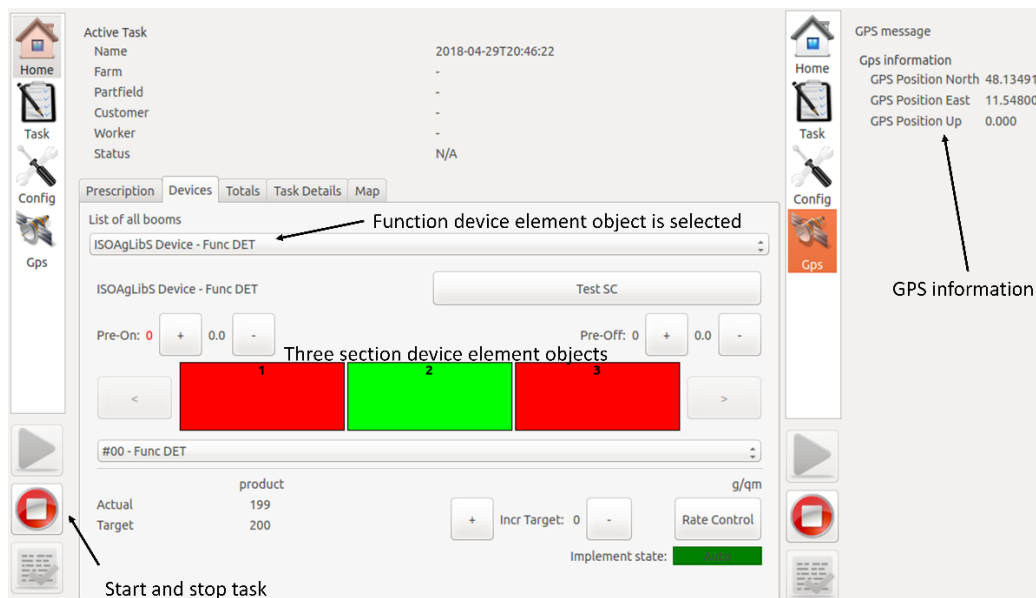 Home
Task
Config
Gps
Active Task
Name 2018-04-29T20:46:22
Farm -
Partfield -
Customer -
Worker -
Status N/A
Prescription Devices Totals Task Details Map
List of all booms
Function device element object is selected
ISOAgLibS Device - Func DET
ISOAgLibS Device - Func DET Test SC
Pre-On: 0 + 0.0 - Pre-Off: 0 + 0.0 -
Three section device element objects
1 2 3
< >
#00 - Func DET
product g/qm
Actual 199
Target 200
+ Incr Target: 0 - Rate Control
Implement state:
Start and stop task
Home
Task
Config
Gps
GPS message
Gps information
GPS Position North 48.13491
GPS Position East 11.54800
GPS Position Up 0.000
GPS information